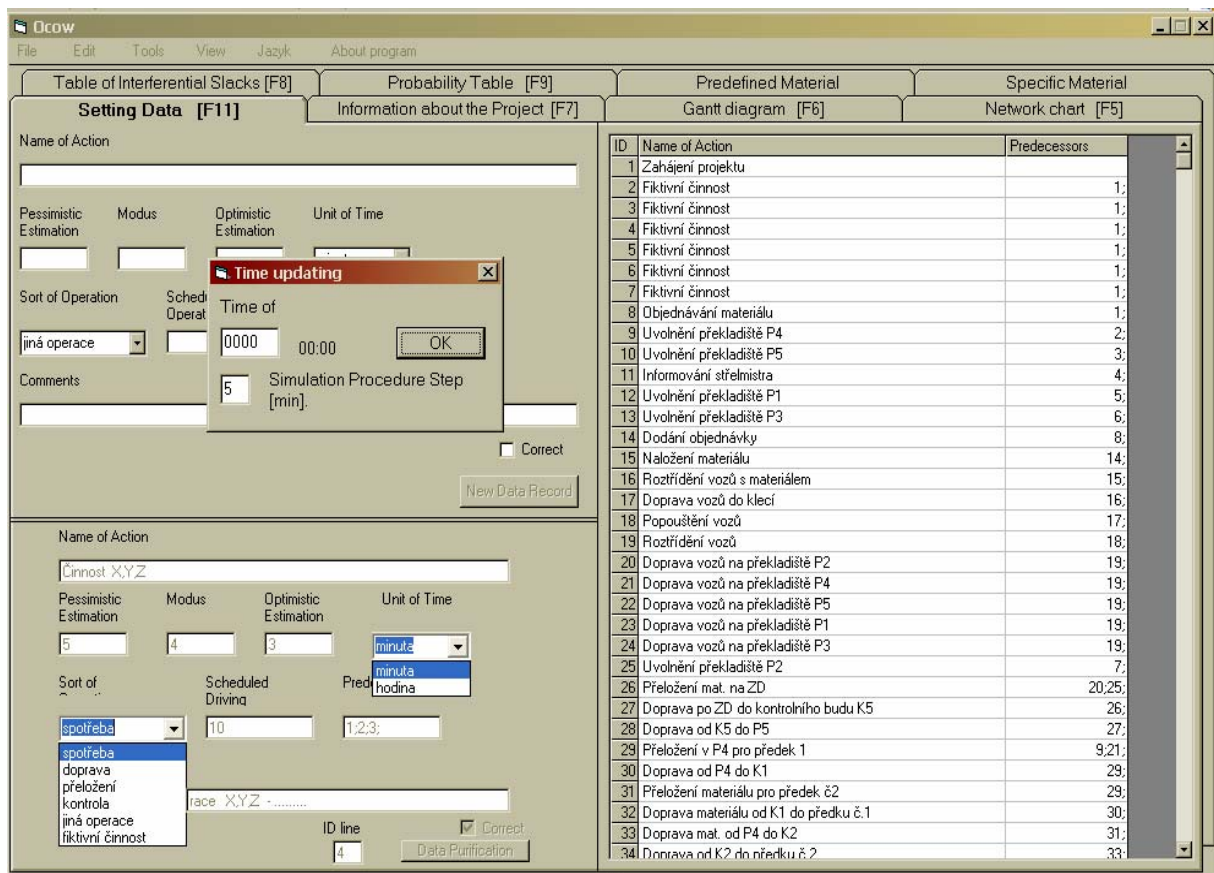 Ocow
File Edit Tools View Jazyk About program
Table of Interferential Slacks [F8] Probability Table [F9] Predefined Material Specific Material
Setting Data [F11] Information about the Project [F7] Gantt diagram [F6] Network chart [F5]
Name of Action
Pessimistic Estimation Modus Optimistic Estimation Unit of Time
Sort of Operation
jiná operace
Comments
Correct
New Data Record
Time updating
Time of
0000 00:00 OK
5 Simulation Procedure Step
[min].
Name of Action
Činnost X,Y,Z
Pessimistic Estimation Modus Optimistic Estimation Unit of Time
5 4 3 minuta
minuta
hodina
Sort of Scheduled Driving
spotřeba 10 1;2;3;
spotřeba
doprava
přeložení
kontrola
jiná operace
fiktivní činnost
X,Y,Z - .........
ID line Correct
4 Data Purification
ID Name of Action Predecessors
1 Zahájení projektu
2 Fiktivní činnost 1;
3 Fiktivní činnost 1;
4 Fiktivní činnost 1;
5 Fiktivní činnost 1;
6 Fiktivní činnost 1;
7 Fiktivní činnost 1;
8 Objednávání materiálu 1;
9 Uvolnění překladiště P4 2;
10 Uvolnění překladiště P5 3;
11 Informování střelmistra 4;
12 Uvolnění překladiště P1 5;
13 Uvolnění překladiště P3 6;
14 Dodání objednávky 8;
15 Naložení materiálu 14;
16 Roztřídění vozů s materiálem 15;
17 Doprava vozů do klecí 16;
18 Popouštění vozů 17;
19 Roztřídění vozů 18;
20 Doprava vozů na překladiště P2 19;
21 Doprava vozů na překladiště P4 19;
22 Doprava vozů na překladiště P5 19;
23 Doprava vozů na překladiště P1 19;
24 Doprava vozů na překladiště P3 19;
25 Uvolnění překladiště P2 7;
26 Přeložení mat. na ZD 20;25;
27 Doprava po ZD do kontrolního budu K5 26;
28 Doprava od K5 do P5 27;
29 Přeložení v P4 pro předek 1 9;21;
30 Doprava od P4 do K1 29;
31 Přeložení materiálu pro předek č2 29;
32 Doprava materiálu od K1 do předku č.1 30;
33 Doprava mat. od P4 do K2 31;
34 Doprava od K2 do předku č.2 33;